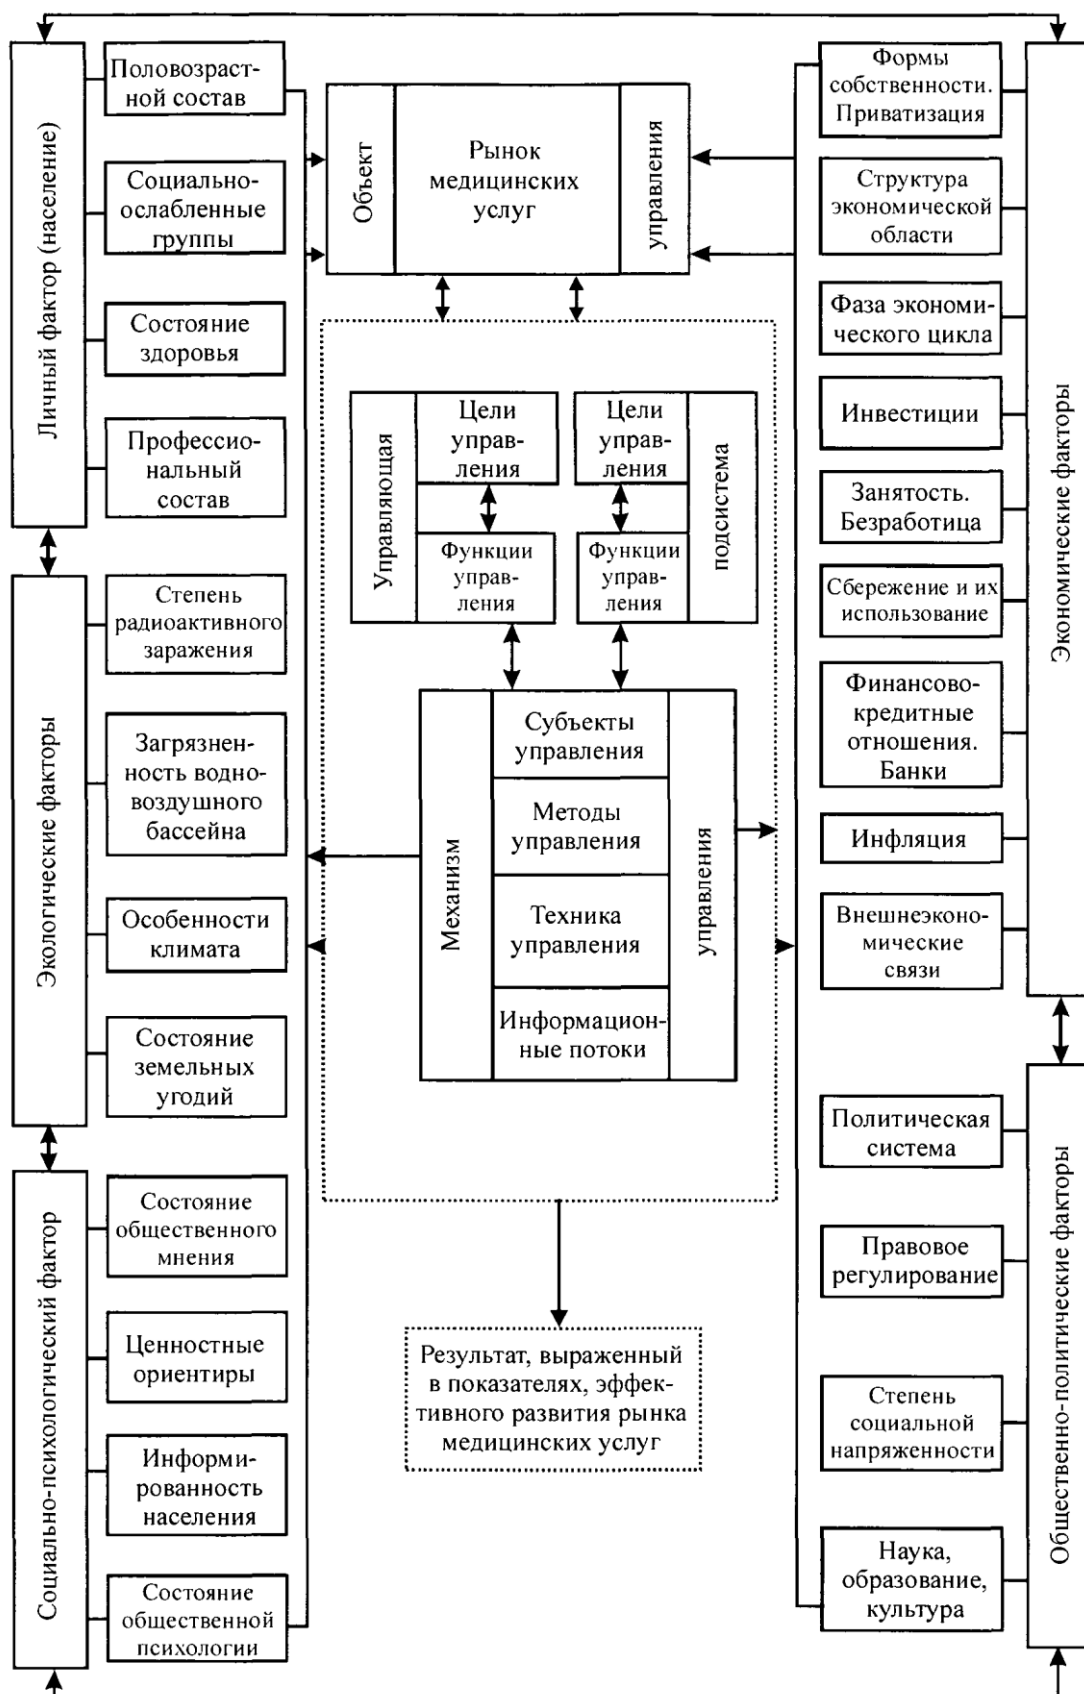 Личный фактор (население)
Половозраст-
ной состав
Социально-
ослабленные
группы
Состояние
здоровья
Профессио-
нальный
состав
Экологические факторы
Степень
радиоактивного
заражения
Загрязнен-
ность водно-
воздушного
бассейна
Особенности
климата
Состояние
земельных
угодий
Социально-психологический фактор
Состояние
общественного
мнения
Ценностные
ориентиры
Информи-
рованность
населения
Состояние
общественной
психологии
Объект
Рынок
медицинских
услуг
управления
Управляющая
Цели
управ-
ления
Функции
управ-
ления
Цели
управ-
ления
Функции
управ-
ления
подсистема
Механизм
Субъекты
управления
Методы
управления
Техника
управления
Информацион-
ные потоки
управления
Результат, выраженный
в показателях, эффек-
тивного развития рынка
медицинских услуг
Формы
собственности.
Приватизация
Структура
экономической
области
Фаза экономи-
ческого цикла
Инвестиции
Занятость.
Безработица
Сбережение и их
использование
Финансово-
кредитные
отношения.
Банки
Инфляция
Внешнеэконо-
мические
связи
Экономические факторы
Политическая
система
Правовое
регулирование
Степень
социальной
напряженности
Наука,
образование,
культура
Общественно-политические факторы